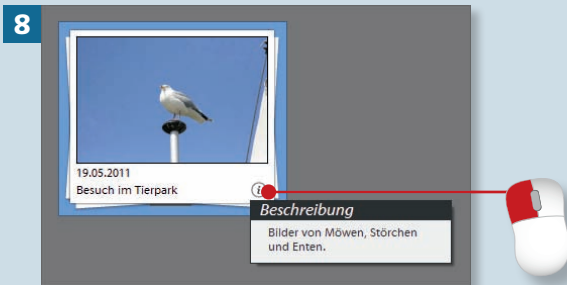 8
19.05.2011
Besuch im Tierpark
i
Beschreibung
Bilder von Möwen, Störchen
und Enten.